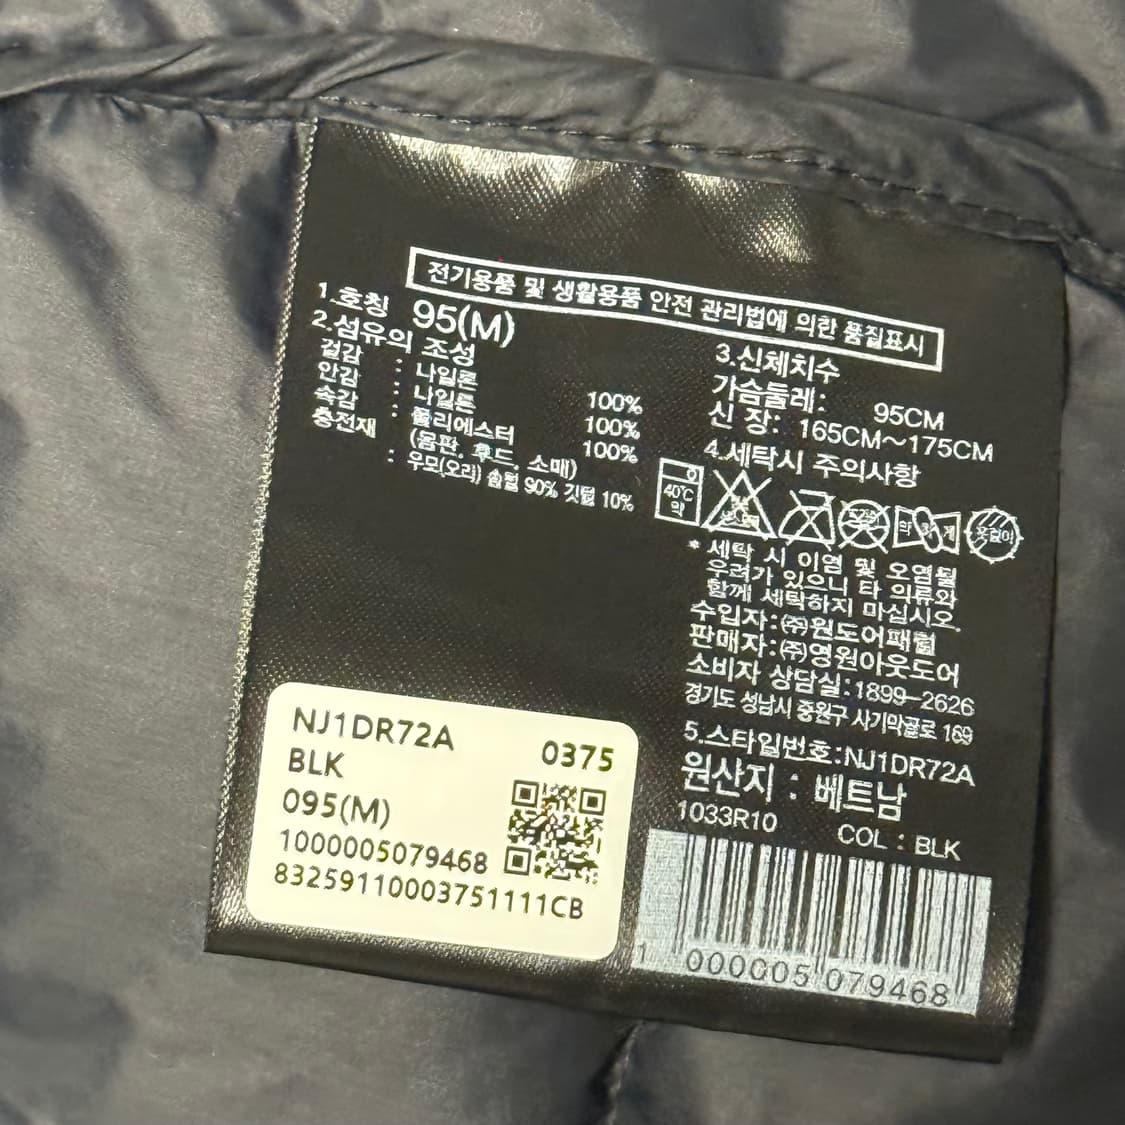 전기용품 및 생활용품 안전 관리법에 의한 품질표시
1.호칭 95(M)
2.섬유의 조성
겉감 : 나일론 100%
안감 : 나일론 100%
속감 : 폴리에스터 100%
충전재 (몸판, 후드, 소매)
: 우모(오리) 솜털 90% 깃털 10%
3.신체치수
가슴둘레: 95CM
신 장: 165CM~175CM
4.세탁시 주의사항
40℃
약
약 제
옷걸이
* 세탁 시 이염 및 오염될
우려가 있으니 타 의류와
함께 세탁하지 마십시오.
수입자:㈜원도어패럴
판매자:㈜영원아웃도어
소비자 상담실:1899-2626
경기도 성남시 중원구 사기막골로 169
5.스타일번호:NJ1DR72A
원산지 : 베트남
1033R10 COL : BLK
1 000005 079468
NJ1DR72A 0375
BLK
095(M)
1000005079468
83259110003751111CB